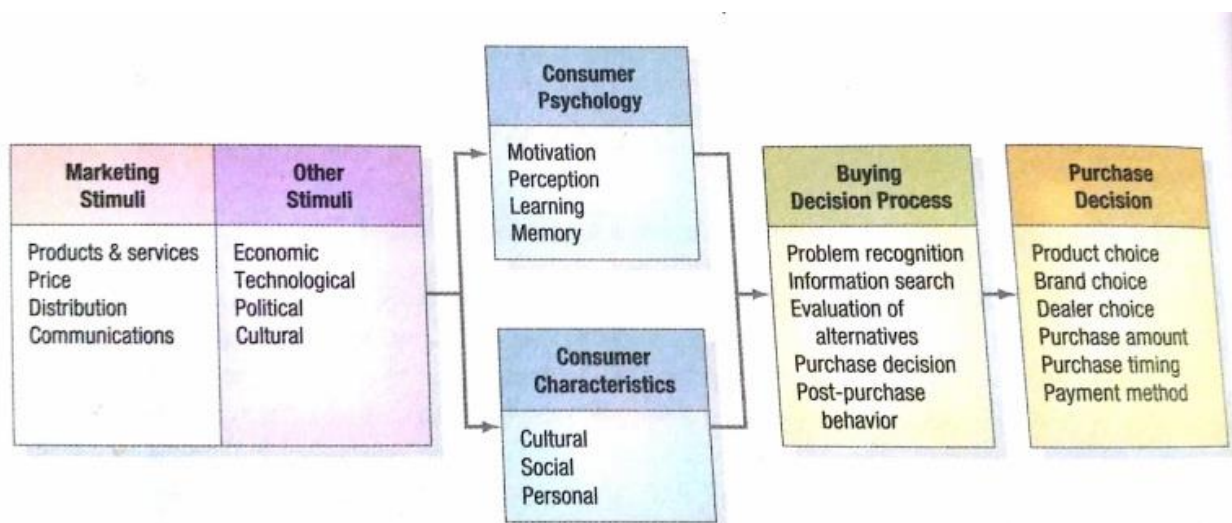 Marketing
Stimuli
Products & services
Price
Distribution
Communications
Other
Stimuli
Economic
Technological
Political
Cultural
Consumer
Psychology
Motivation
Perception
Learning
Memory
Consumer
Characteristics
Cultural
Social
Personal
Buying
Decision Process
Problem recognition
Information search
Evaluation of
alternatives
Purchase decision
Post-purchase
behavior
Purchase
Decision
Product choice
Brand choice
Dealer choice
Purchase amount
Purchase timing
Payment method